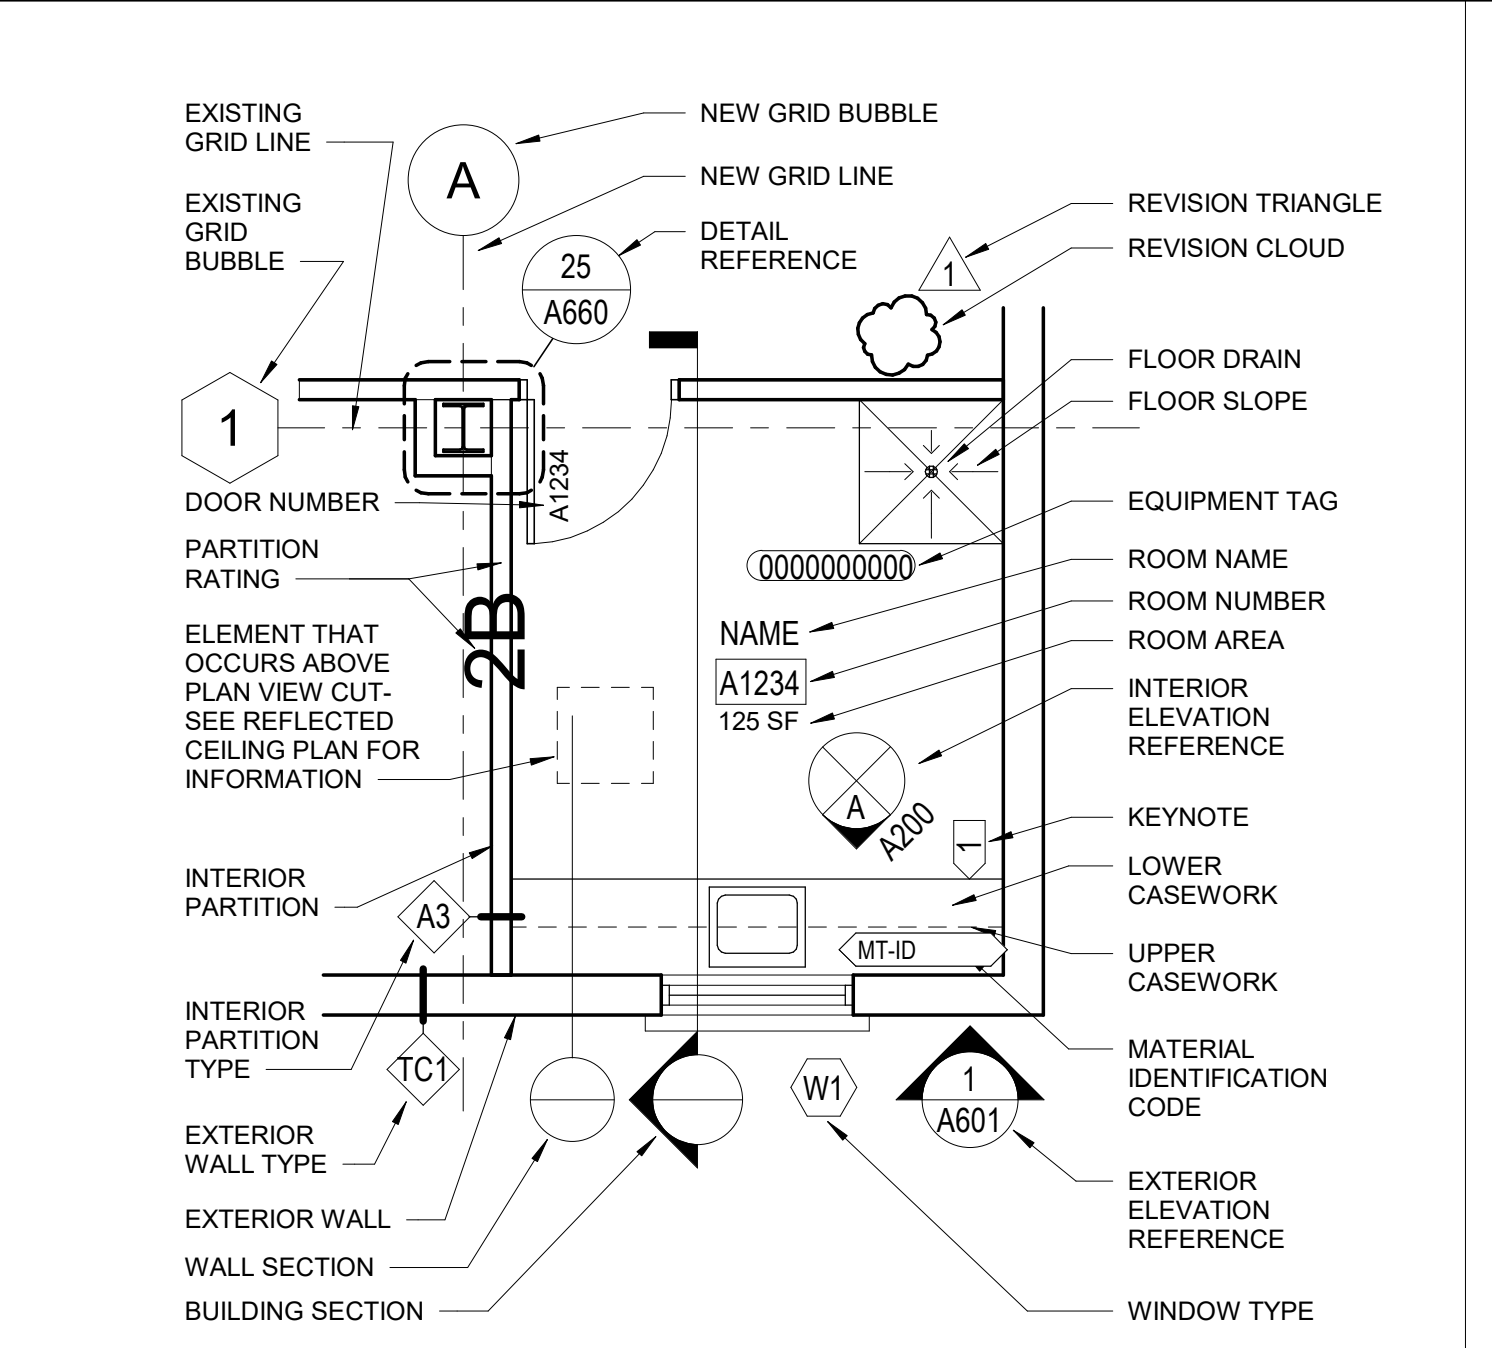 EXISTING
GRID LINE
EXISTING
GRID
BUBBLE
A
NEW GRID BUBBLE
NEW GRID LINE
DETAIL
REFERENCE
25
A660
1
REVISION TRIANGLE
REVISION CLOUD
1
FLOOR DRAIN
FLOOR SLOPE
EQUIPMENT TAG
ROOM NAME
ROOM NUMBER
ROOM AREA
INTERIOR
ELEVATION
REFERENCE
KEYNOTE
LOWER
CASEWORK
UPPER
CASEWORK
MATERIAL
IDENTIFICATION
CODE
EXTERIOR
ELEVATION
REFERENCE
WINDOW TYPE
DOOR NUMBER
PARTITION
RATING
ELEMENT THAT
OCCURS ABOVE
PLAN VIEW CUT-
SEE REFLECTED
CEILING PLAN FOR
INFORMATION
INTERIOR
PARTITION
INTERIOR
PARTITION
TYPE
EXTERIOR
WALL TYPE
EXTERIOR WALL
WALL SECTION
BUILDING SECTION
A1234
2B
0000000000
NAME
A1234
125 SF
A
A200
1
MT-ID
A3
TC1
W1
1
A601